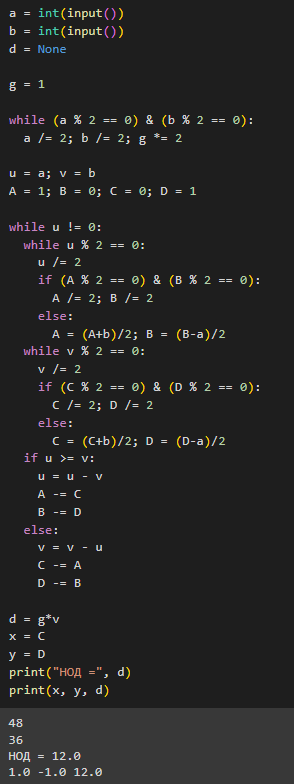 a = int(input())
b = int(input())
d = None
g = 1
while (a % 2 == 0) & (b % 2 == 0):
  a /= 2; b /= 2; g *= 2
u = a; v = b
A = 1; B = 0; C = 0; D = 1
while u != 0:
  while u % 2 == 0:
    u /= 2
    if (A % 2 == 0) & (B % 2 == 0):
      A /= 2; B /= 2
    else:
      A = (A+b)/2; B = (B-a)/2
  while v % 2 == 0:
    v /= 2
    if (C % 2 == 0) & (D % 2 == 0):
      C /= 2; D /= 2
    else:
      C = (C+b)/2; D = (D-a)/2
  if u >= v:
    u = u - v
    A -= C
    B -= D
  else:
    v = v - u
    C -= A
    D -= B
d = g*v
x = C
y = D
print("НОД =", d)
print(x, y, d)
48
36
НОД = 12.0
1.0 -1.0 12.0